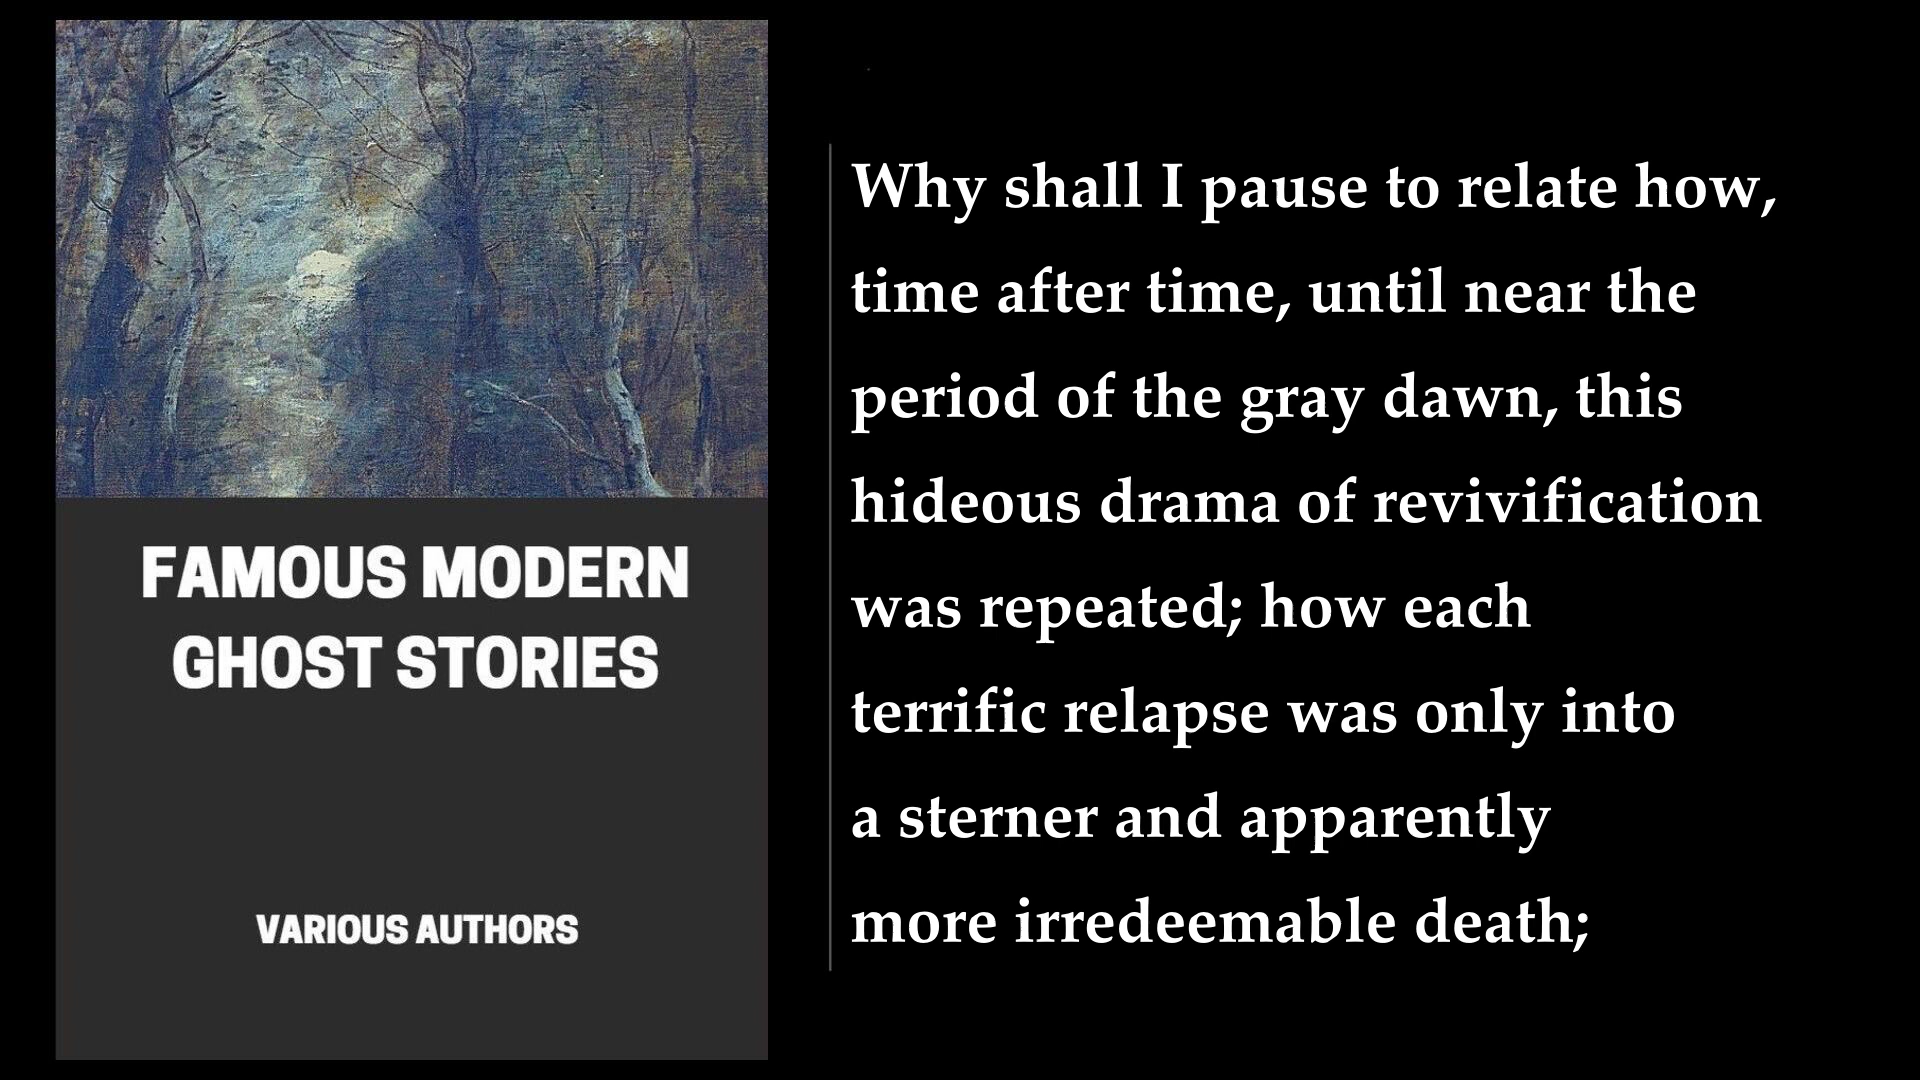 FAMOUS MODERN
GHOST STORIES
VARIOUS AUTHORS
Why shall I pause to relate how,
time after time, until near the
period of the gray dawn, this
hideous drama of revivification
was repeated; how each
terrific relapse was only into
a sterner and apparently
more irredeemable death;